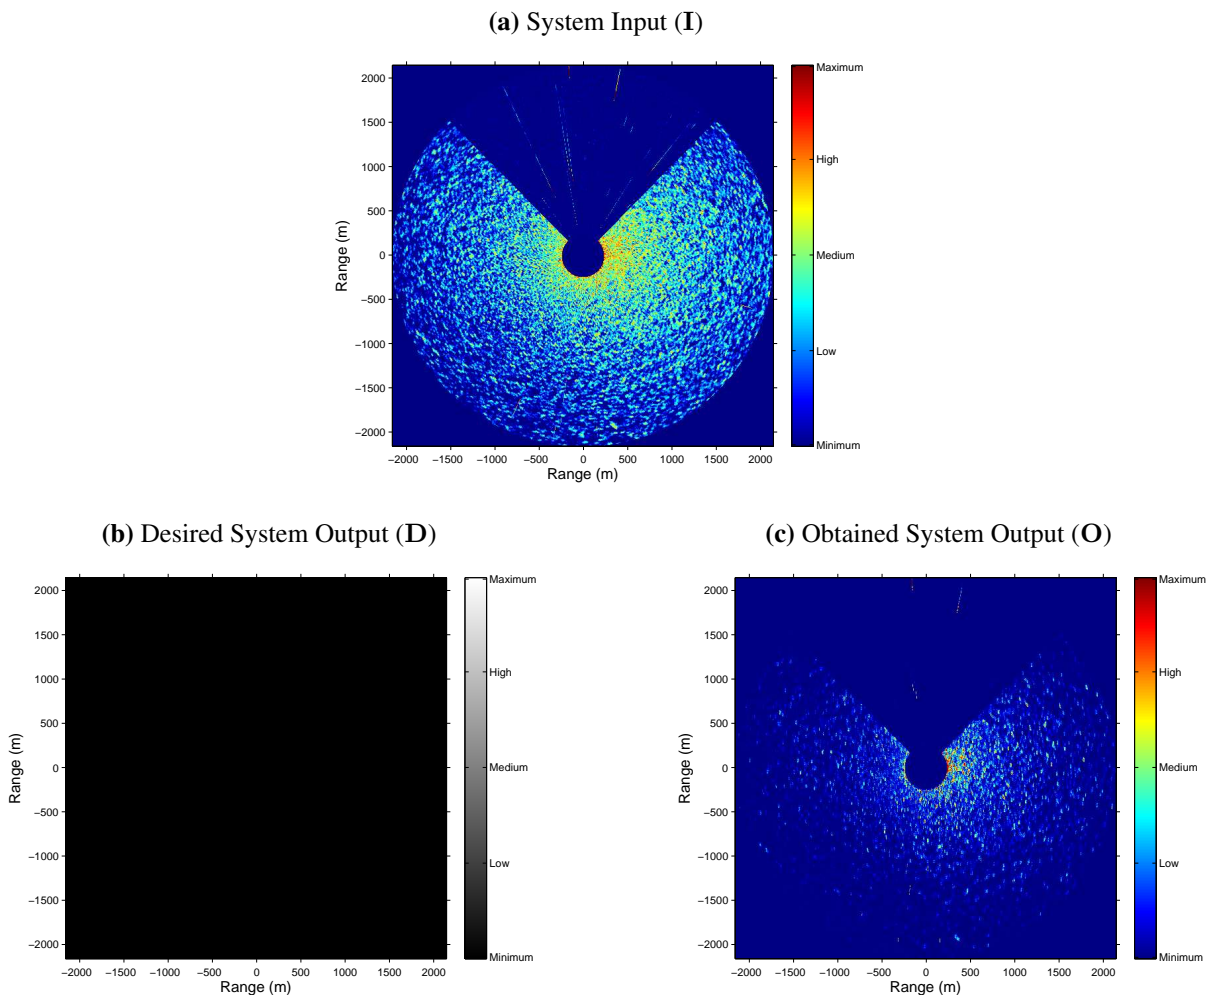 (a) System Input (I)
Maximum
High
Medium
Low
Minimum
2000
1500
1000
500
0
−500
−1000
−1500
−2000
Range (m)
−2000 −1500 −1000 −500 0 500 1000 1500 2000
Range (m)
(b) Desired System Output (D)
Maximum
High
Medium
Low
Minimum
2000
1500
1000
500
0
−500
−1000
−1500
−2000
Range (m)
−2000 −1500 −1000 −500 0 500 1000 1500 2000
Range (m)
(c) Obtained System Output (O)
Maximum
High
Medium
Low
Minimum
2000
1500
1000
500
0
−500
−1000
−1500
−2000
Range (m)
−2000 −1500 −1000 −500 0 500 1000 1500 2000
Range (m)